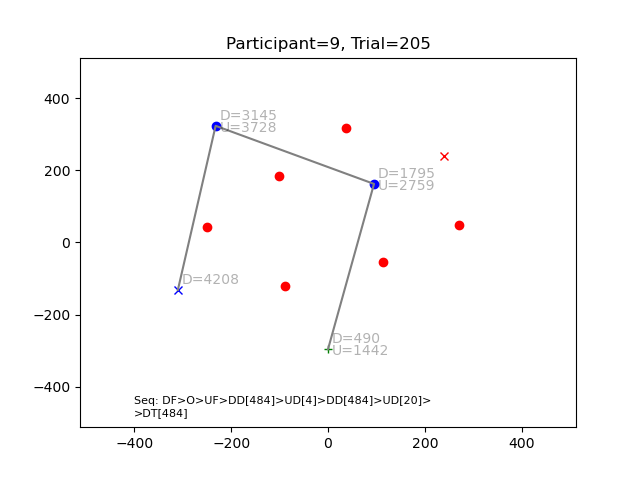 Participant=9, Trial=205
D=3145
U=3728
D=1795
U=2759
D=4208
D=490
U=1442
Seq: DF>O>UF>DD[484]>UD[4]>DD[484]>UD[20]>
>DT[484]
400
200
0
−200
−400
−400
−200
0
200
400